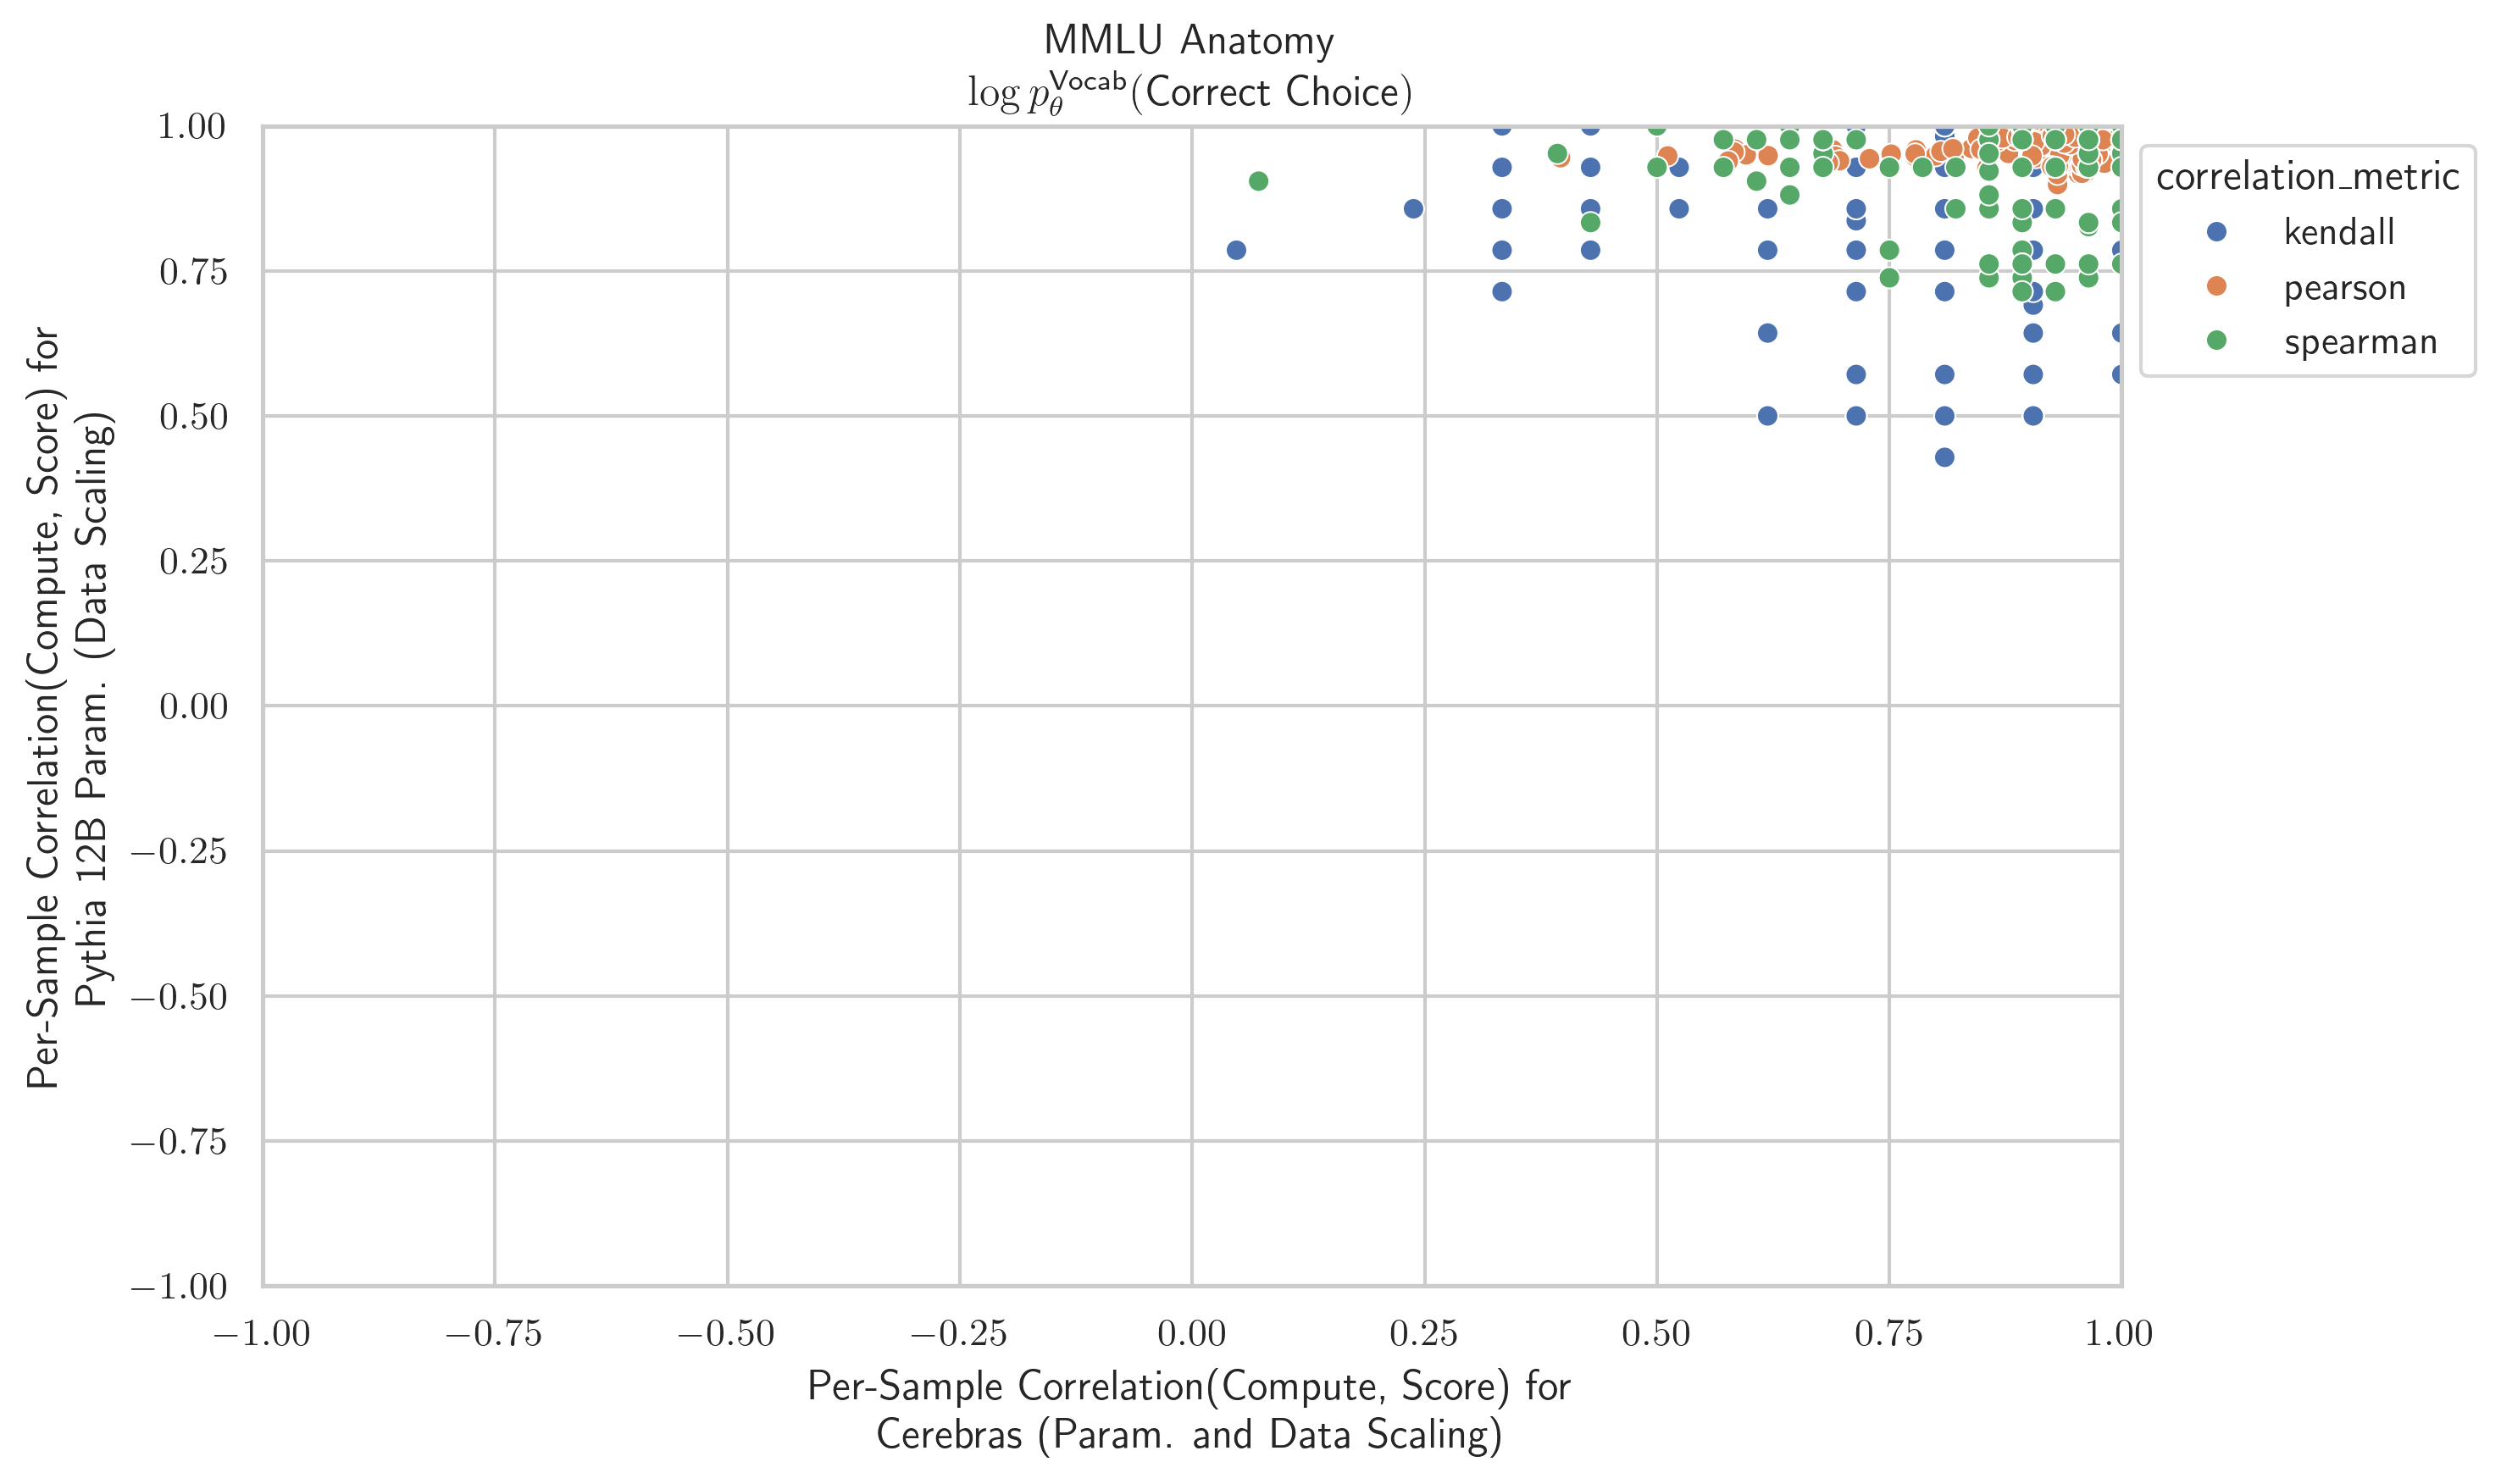 MMLU Anatomy
log p_θ^Vocab(Correct Choice)
1.00
0.75
0.50
0.25
0.00
−0.25
−0.50
−0.75
−1.00
Per-Sample Correlation(Compute, Score) for
Pythia 12B Param. (Data Scaling)
correlation_metric
kendall
pearson
spearman
−1.00 −0.75 −0.50 −0.25 0.00 0.25 0.50 0.75 1.00
Per-Sample Correlation(Compute, Score) for
Cerebras (Param. and Data Scaling)